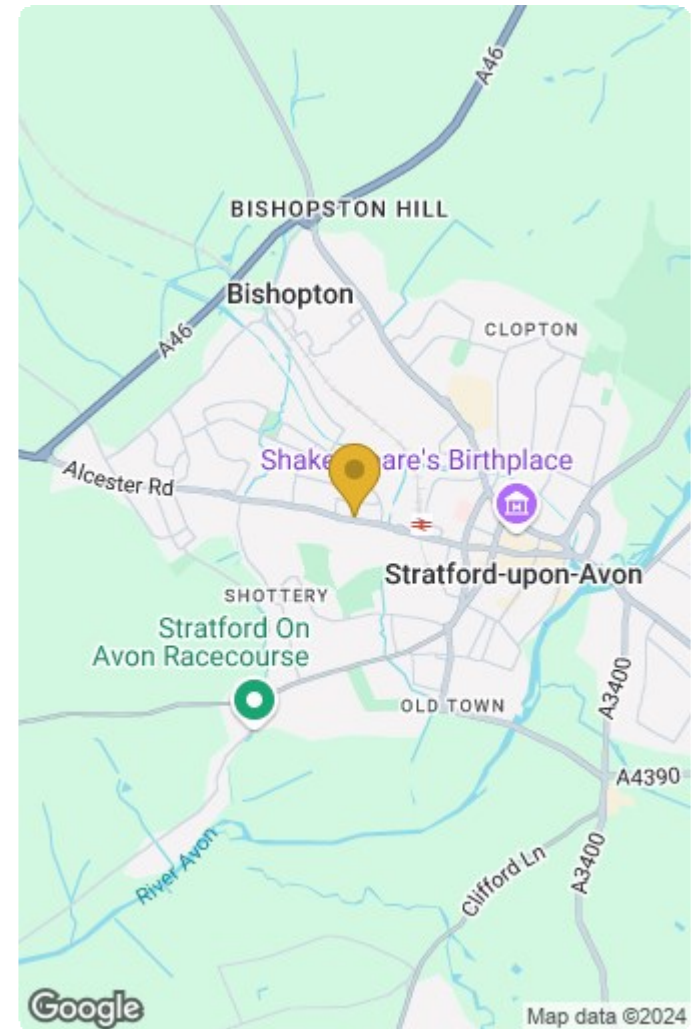 A46
BISHOPSTON HILL
Bishopton
CLOPTON
A46
Shake
are's Birthplace
Alcester Rd
Stratford-upon-Avon
SHOTTERY
Stratford On
Avon Racecourse
OLD TOWN
A3400
A4390
River Avon
Clifford Ln
A3400
Google
Map data ©2024